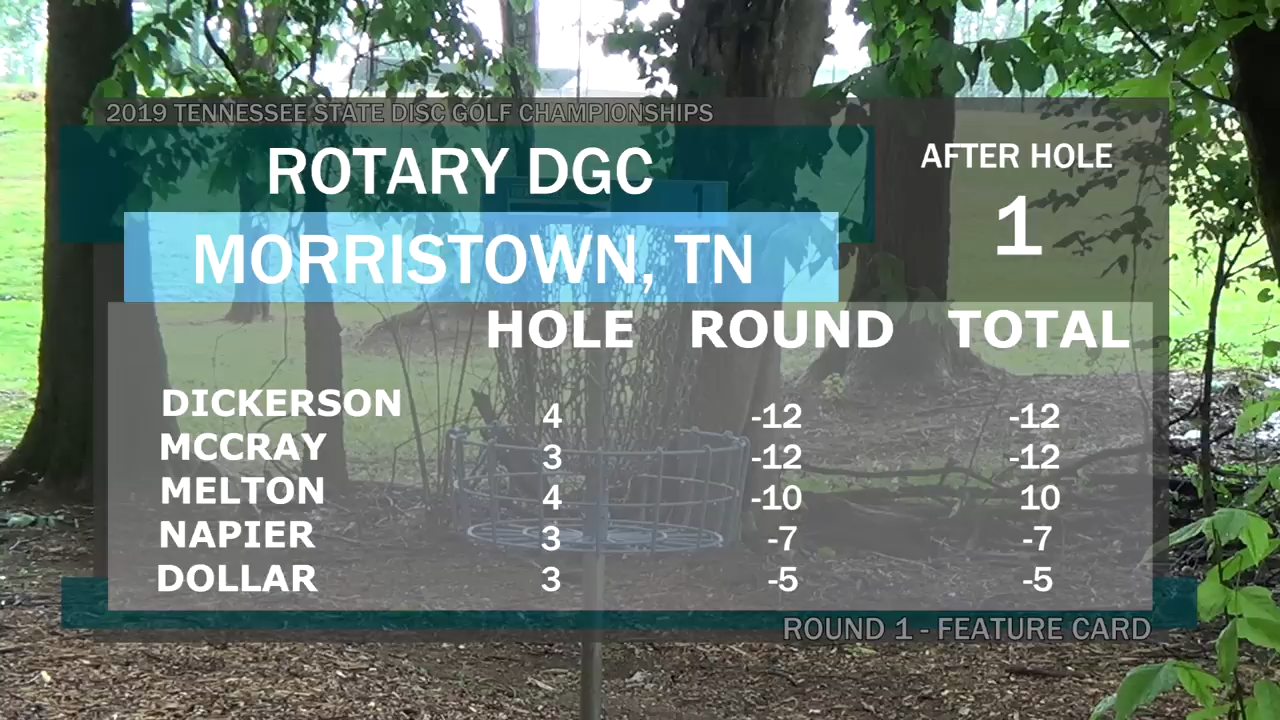 2019 TENNESSEE STATE DISC GOLF CHAMPIONSHIPS
ROTARY DGC
MORRISTOWN, TN
AFTER HOLE
1
HOLE ROUND TOTAL
DICKERSON 4 -12 -12
MCCRAY 3 -12 -12
MELTON 4 -10 10
NAPIER 3 -7 -7
DOLLAR 3 -5 -5
ROUND 1 - FEATURE CARD